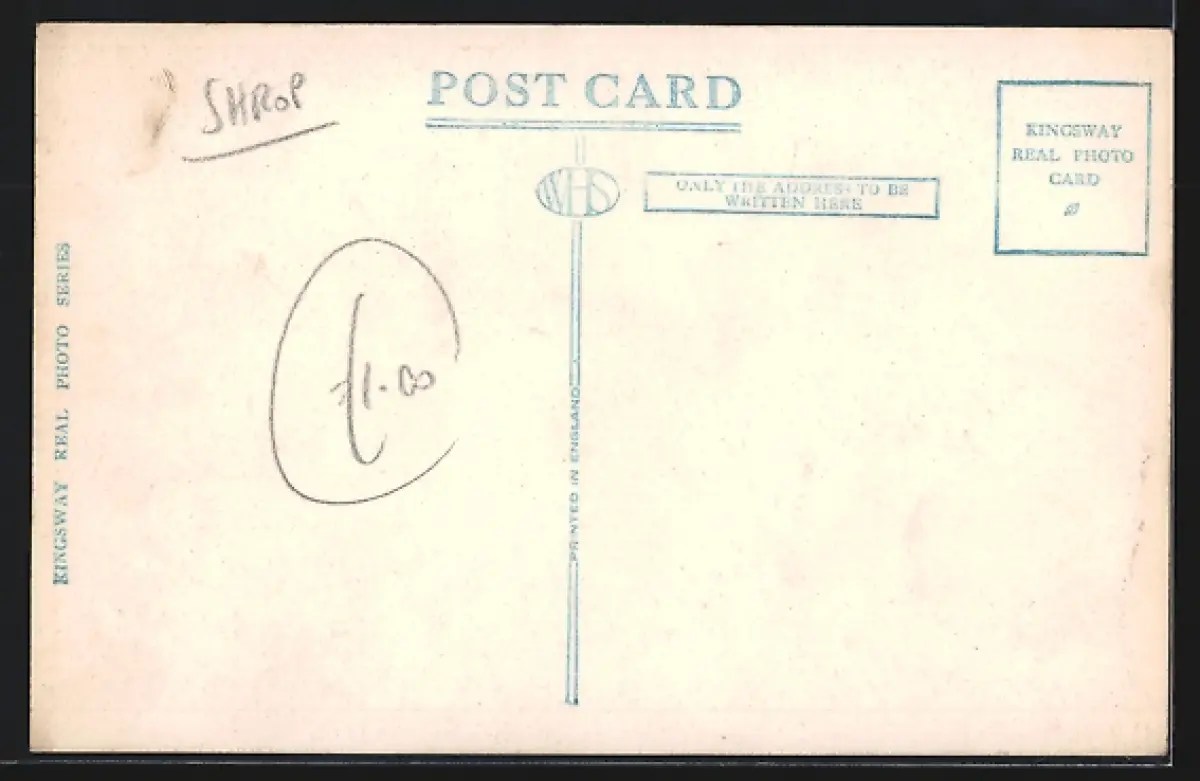 SHROP
POST CARD
WHS
ONLY THE ADDRESS TO BE
WRITTEN HERE
KINGSWAY
REAL PHOTO
CARD
KINGSWAY REAL PHOTO SERIES
£1.00
PRINTED IN ENGLAND